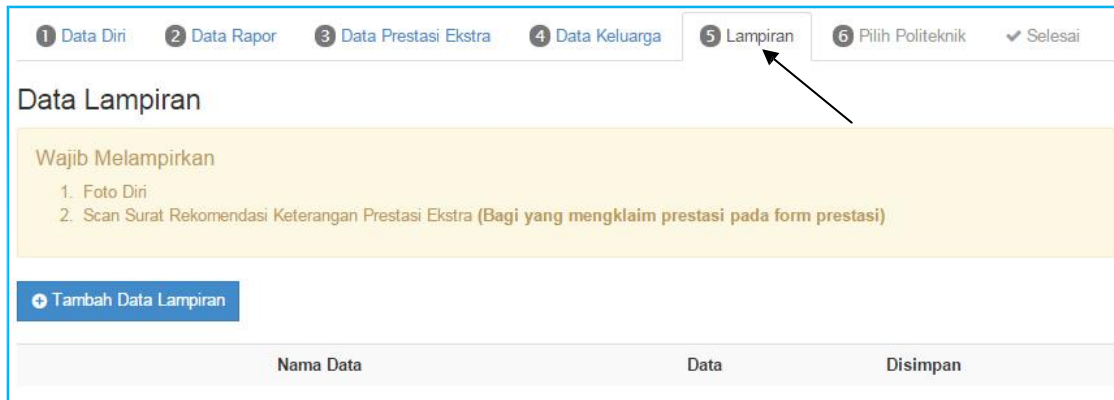 1 Data Diri 2 Data Rapor 3 Data Prestasi Ekstra 4 Data Keluarga 5 Lampiran 6 Pilih Politeknik Selesai
Data Lampiran
Wajib Melampirkan
1. Foto Diri
2. Scan Surat Rekomendasi Keterangan Prestasi Ekstra (Bagi yang mengklaim prestasi pada form prestasi)
Tambah Data Lampiran
Nama Data Data Disimpan